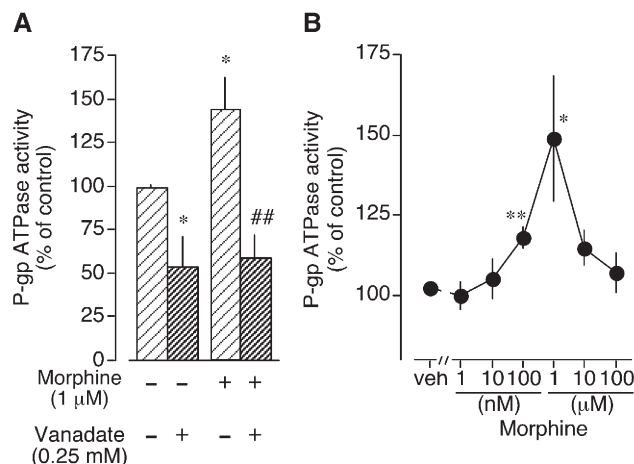 A
P-gp ATPase activity
(% of control)
175
150
125
100
75
50
25
0
*
*
##
Morphine
(1 μM)
– – + +
Vanadate
(0.25 mM)
– + – +
B
P-gp ATPase activity
(% of control)
175
150
125
100
**
*
veh 1 10 100 1 10 100
(nM) (μM)
Morphine